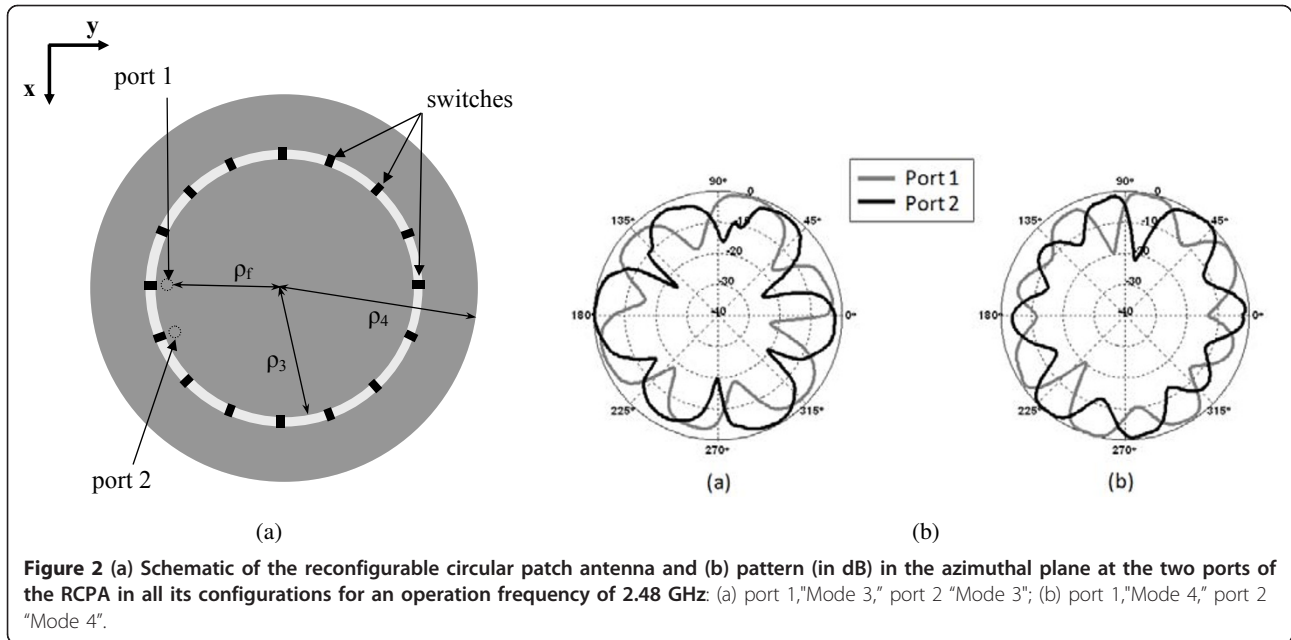 y
x
port 1
switches
ρf
ρ4
ρ3
port 2
(a)
Port 1
Port 2
90°
0
135°
45°
-10
-20
-30
-40
180°
0°
225°
315°
270°
(a)
90°
0
135°
45°
-10
-20
-30
-40
180°
0°
225°
315°
270°
(b)
(b)
Figure 2 (a) Schematic of the reconfigurable circular patch antenna and (b) pattern (in dB) in the azimuthal plane at the two ports of
the RCPA in all its configurations for an operation frequency of 2.48 GHz: (a) port 1,"Mode 3," port 2 "Mode 3"; (b) port 1,"Mode 4," port 2
"Mode 4".